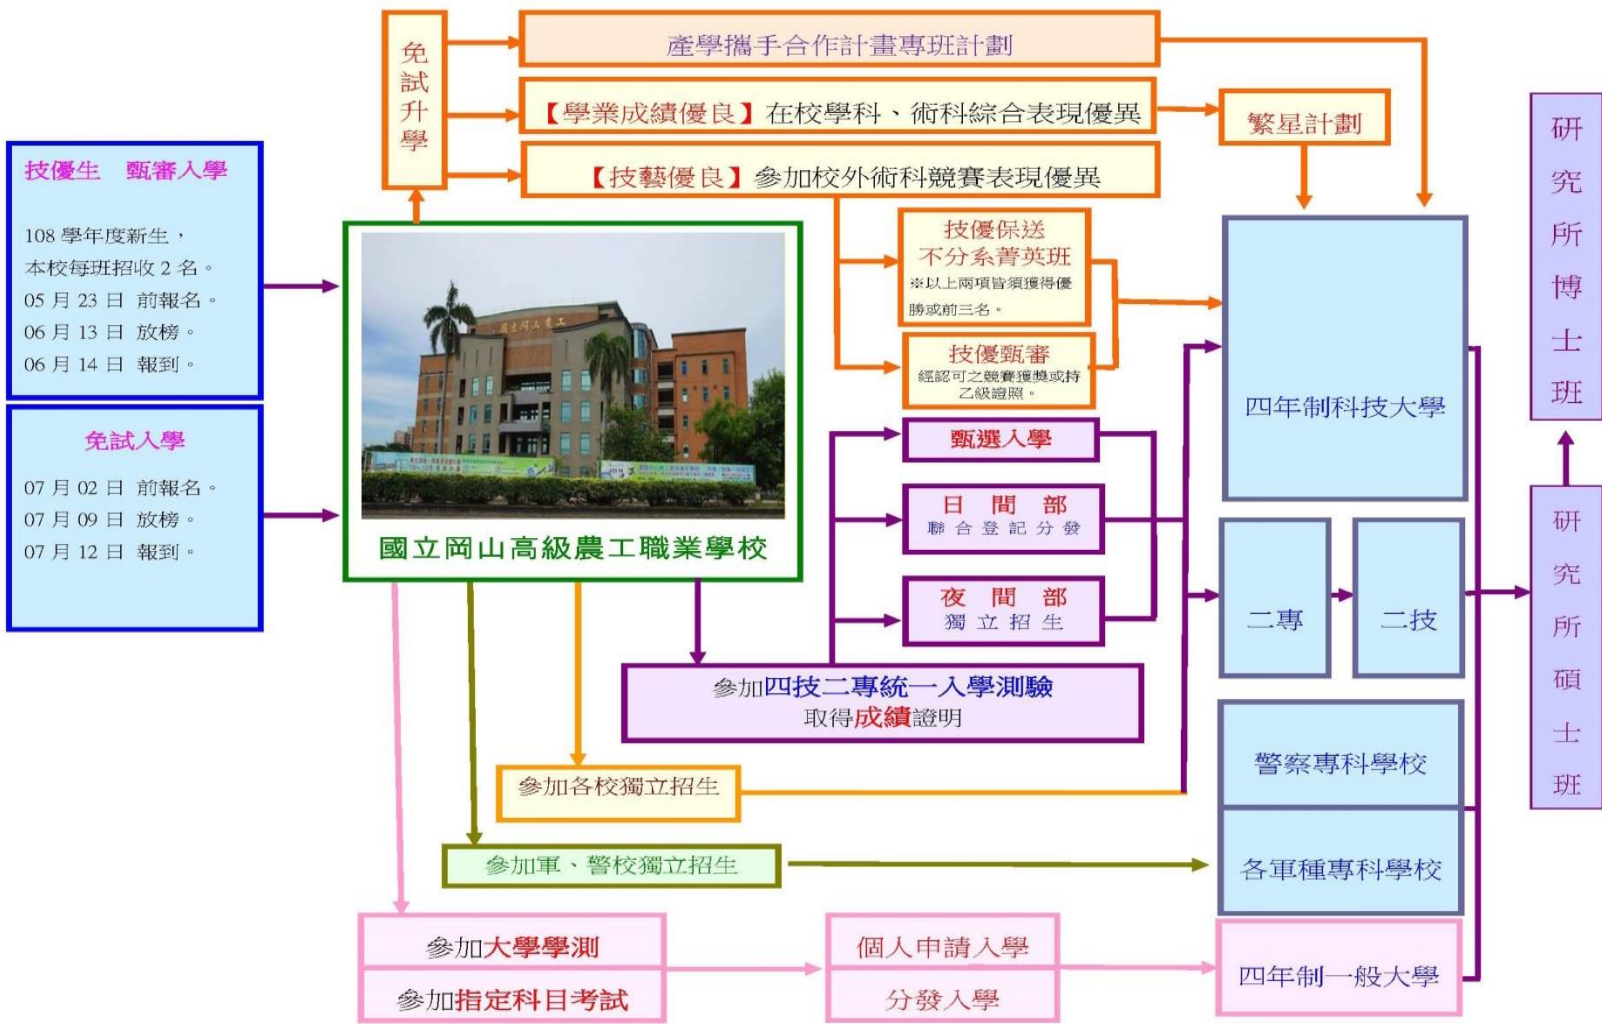 免試升學
產學攜手合作計畫專班計劃
【學業成績優良】在校學科、術科綜合表現優異
繁星計劃
【技藝優良】參加校外術科競賽表現優異
技優生　甄審入學
108 學年度新生，
本校每班招收 2 名。
05 月 23 日 前報名。
06 月 13 日 放榜。
06 月 14 日 報到。
免試入學
07 月 02 日 前報名。
07 月 09 日 放榜。
07 月 12 日 報到。
國立岡山農工
國立岡山高級農工職業學校
技優保送
不分系菁英班
※以上兩項皆須獲得優
勝或前三名。
技優甄審
經認可之競賽獲獎或持
乙級證照。
甄選入學
日間部
聯合登記分發
夜間部
獨立招生
參加四技二專統一入學測驗
取得成績證明
參加各校獨立招生
參加軍、警校獨立招生
參加大學學測
參加指定科目考試
個人申請入學
分發入學
四年制科技大學
二專
二技
警察專科學校
各軍種專科學校
四年制一般大學
研究所博士班
研究所碩士班